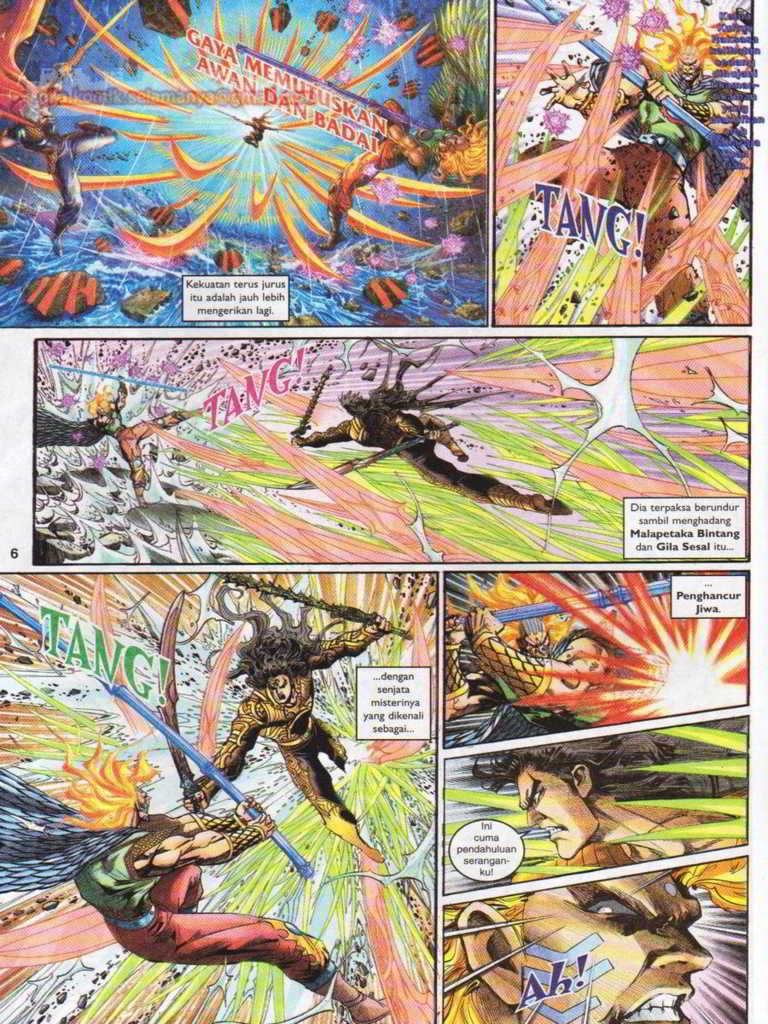 GAYA MEMUTUSKAN
AWAN DAN BADAI
Kekuatan terus jurus
itu adalah jauh lebih
mengerikan lagi.
TANG!
TANG!
Dia terpaksa berundur
sambil menghadang
Malapetaka Bintang
dan Gila Sesal itu...
6
TANG!
...dengan
senjata
misterinya
yang dikenali
sebagai...
...
Penghancur
Jiwa.
Ini
cuma
pendahuluan
serangan-
ku!
Ah!